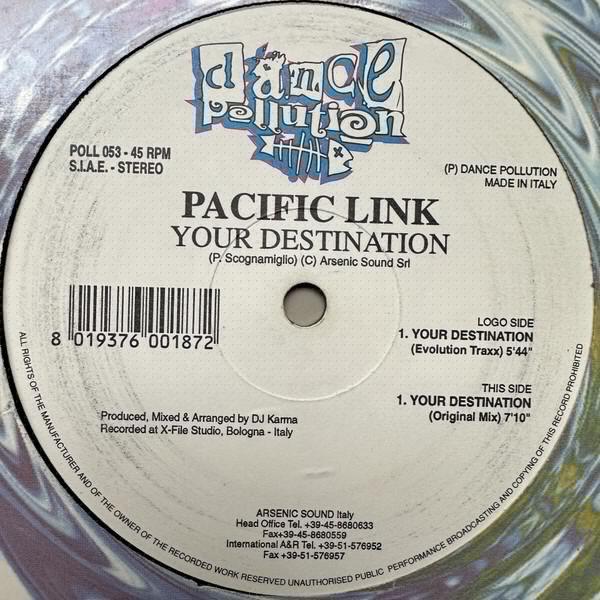 dance
pollution
POLL 053 - 45 RPM
S.I.A.E. - STEREO
(P) DANCE POLLUTION
MADE IN ITALY
PACIFIC LINK
YOUR DESTINATION
(P. Scognamiglio) (C) Arsenic Sound Srl
8 019376 001872
LOGO SIDE
1. YOUR DESTINATION
(Evolution Traxx) 5'44"
THIS SIDE
1. YOUR DESTINATION
(Original Mix) 7'10"
Produced, Mixed & Arranged by DJ Karma
Recorded at X-File Studio, Bologna - Italy
ARSENIC SOUND Italy
Head Office Tel. +39-45-8680633
Fax+39-45-8680559
International A&R Tel. +39-51-576952
Fax +39-51-576957
ALL RIGHTS OF THE MANUFACTURER AND OF THE OWNER OF THE RECORDED WORK RESERVED UNAUTHORISED PUBLIC PERFORMANCE BROADCASTING AND COPYING OF THIS RECORD PROHIBITED